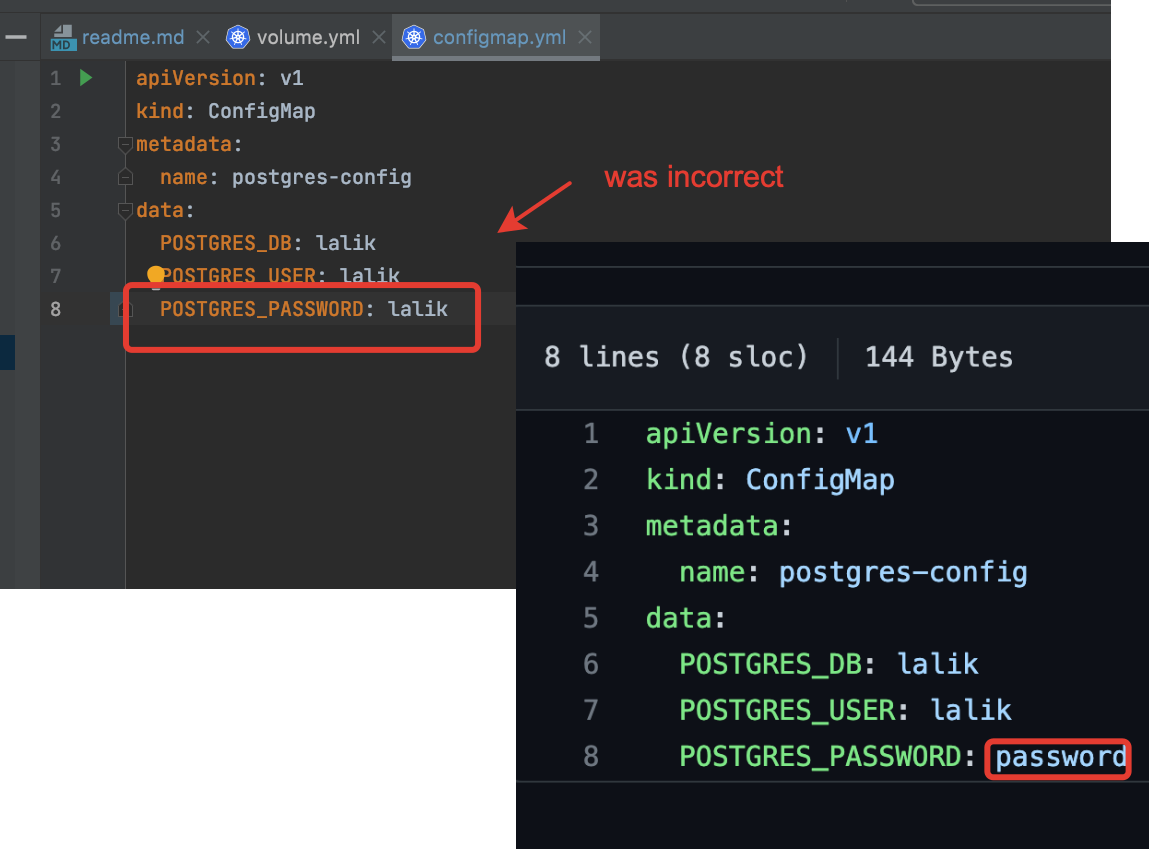 MD readme.md volume.yml configmap.yml
1 apiVersion: v1
2 kind: ConfigMap
3 metadata:
4 name: postgres-config
5 data:
6 POSTGRES_DB: lalik
7 POSTGRES_USER: lalik
8 POSTGRES_PASSWORD: lalik
was incorrect
8 lines (8 sloc) 144 Bytes
1 apiVersion: v1
2 kind: ConfigMap
3 metadata:
4 name: postgres-config
5 data:
6 POSTGRES_DB: lalik
7 POSTGRES_USER: lalik
8 POSTGRES_PASSWORD: password